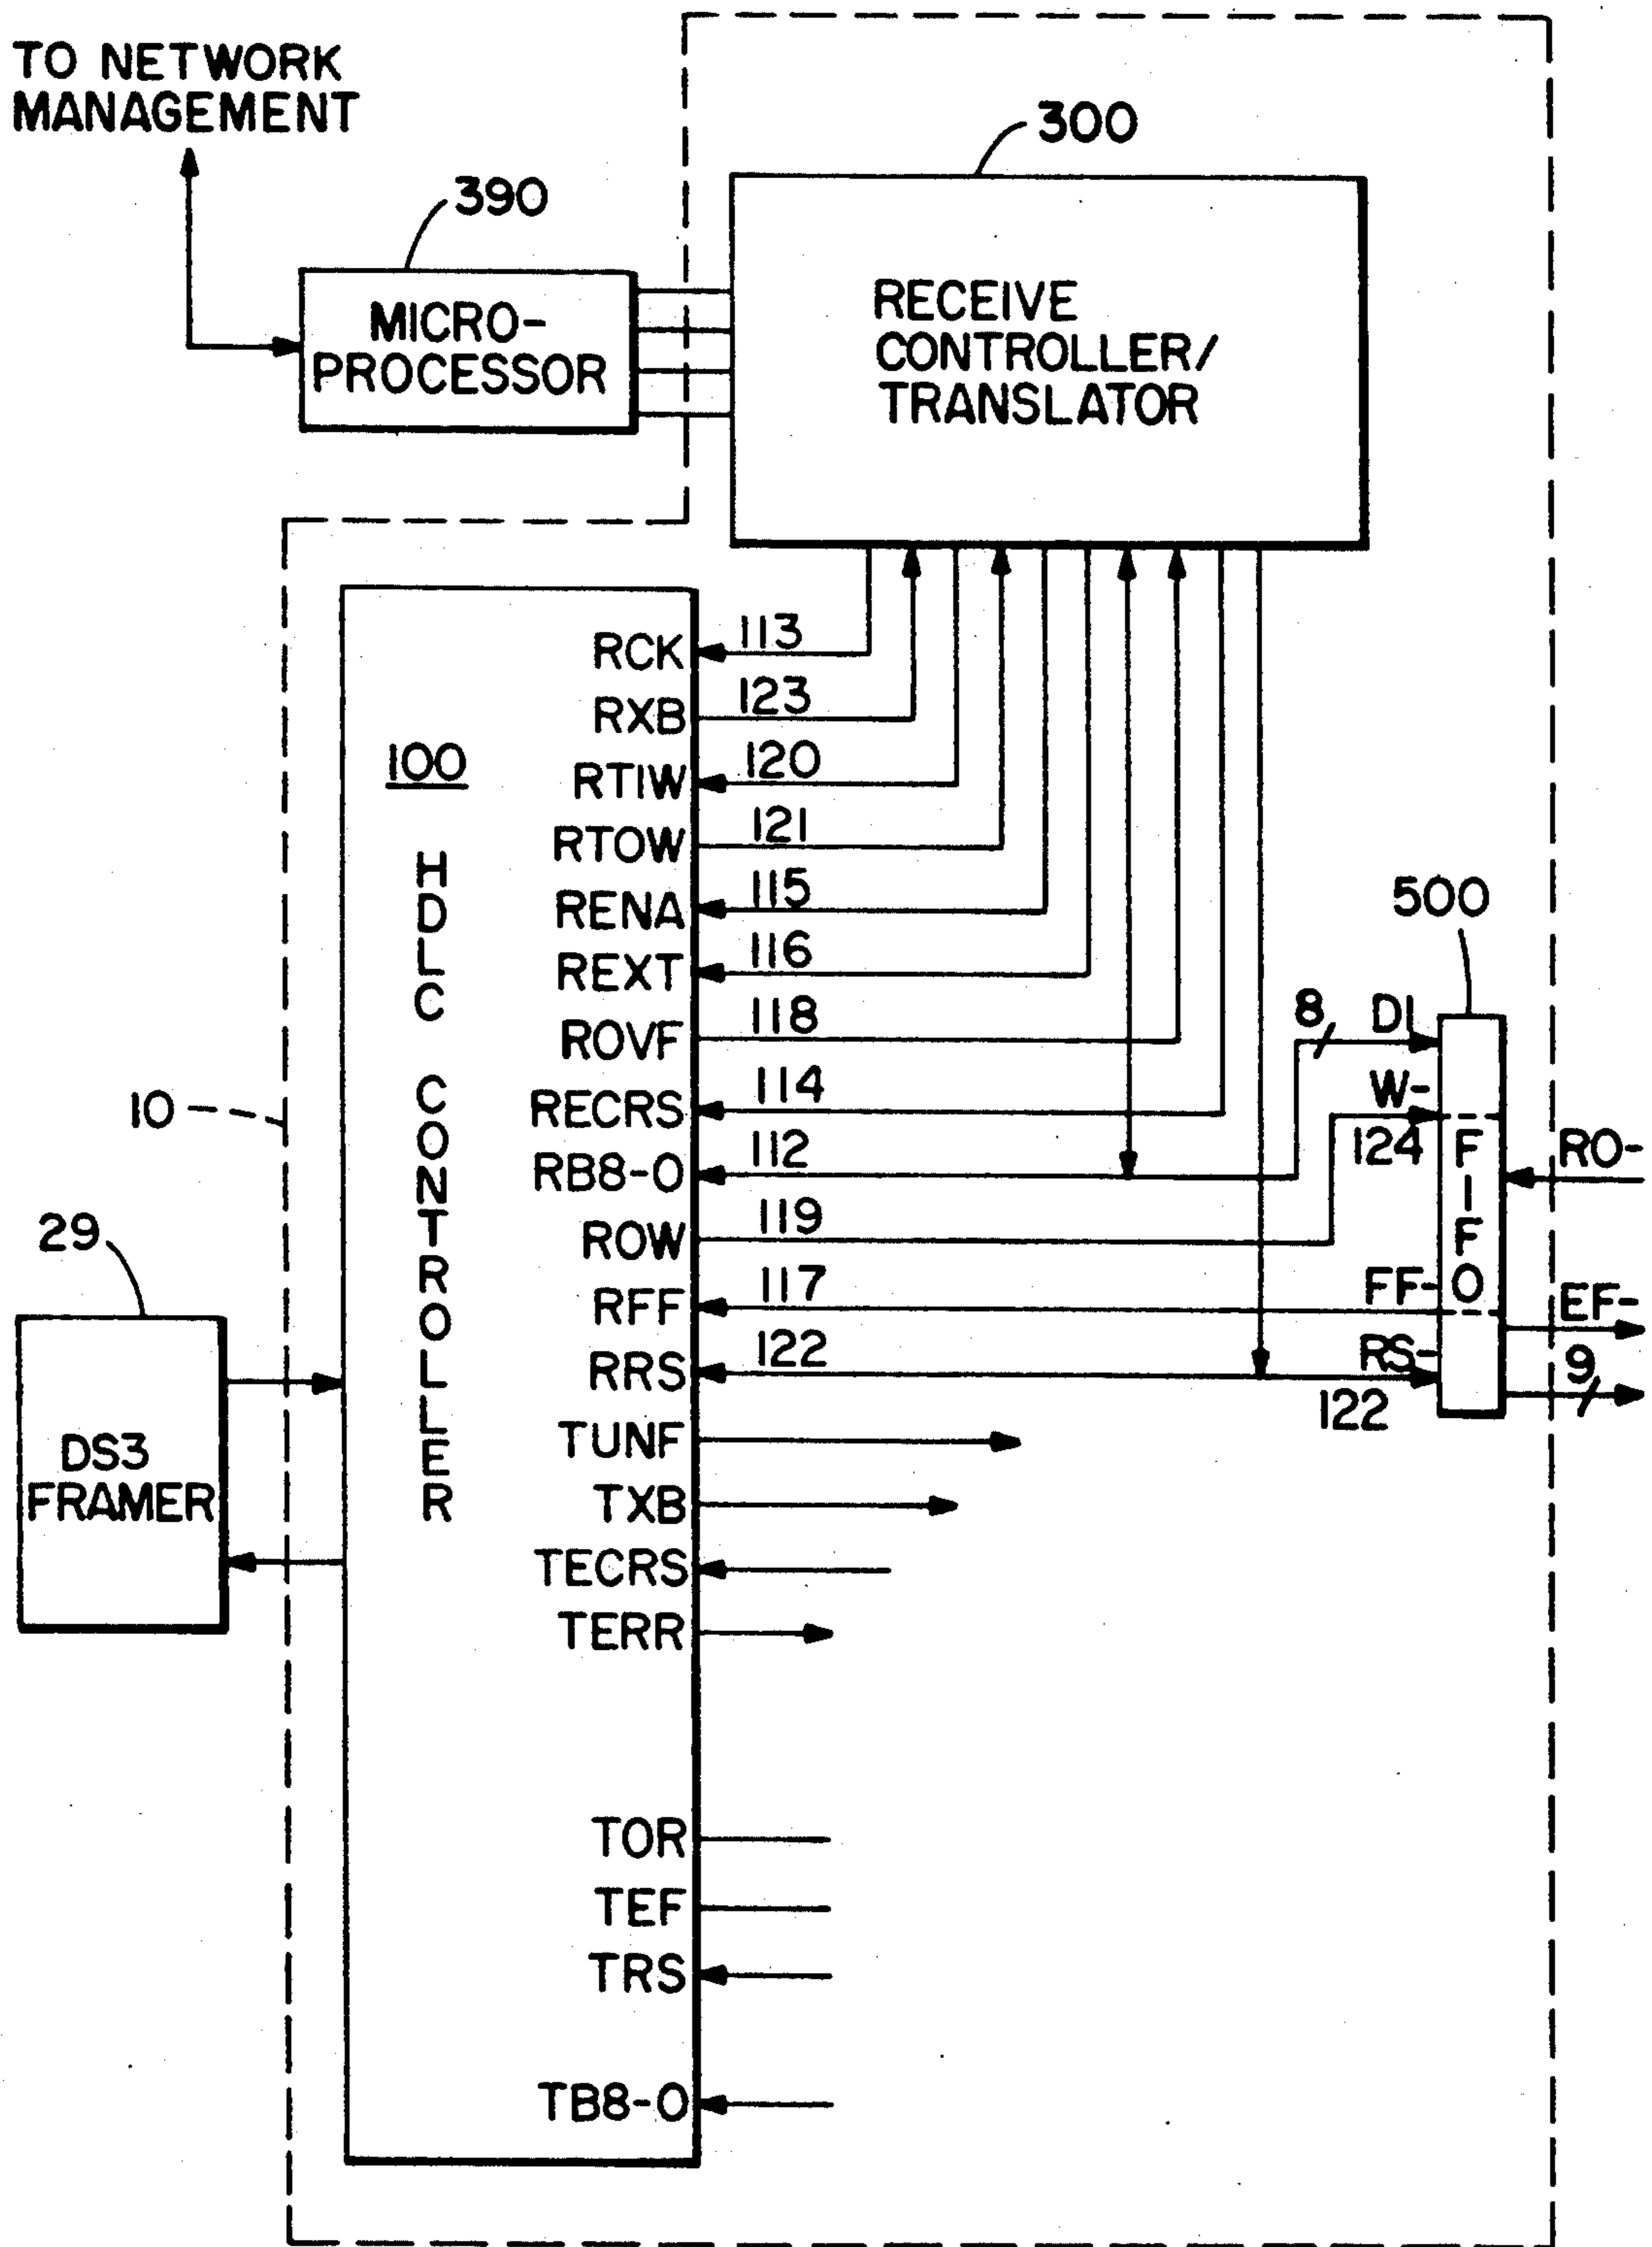 TO NETWORK
MANAGEMENT
300
390
MICRO-
PROCESSOR
RECEIVE
CONTROLLER/
TRANSLATOR
100
HDLC CONTROLLER
RCK 113
RXB 123
RTIW 120
RTOW 121
RENA 115
REXT 116
ROVF 118
RECRS 114
RB8-0 112
ROW 119
RFF 117
RRS 122
TUNF
TXB
TECRS
TERR
TOR
TEF
TRS
TB8-0
10
29
DS3
FRAMER
500
8 DI
W-
124
FIFO
FF-
RS-
122
RO-
EF-
9